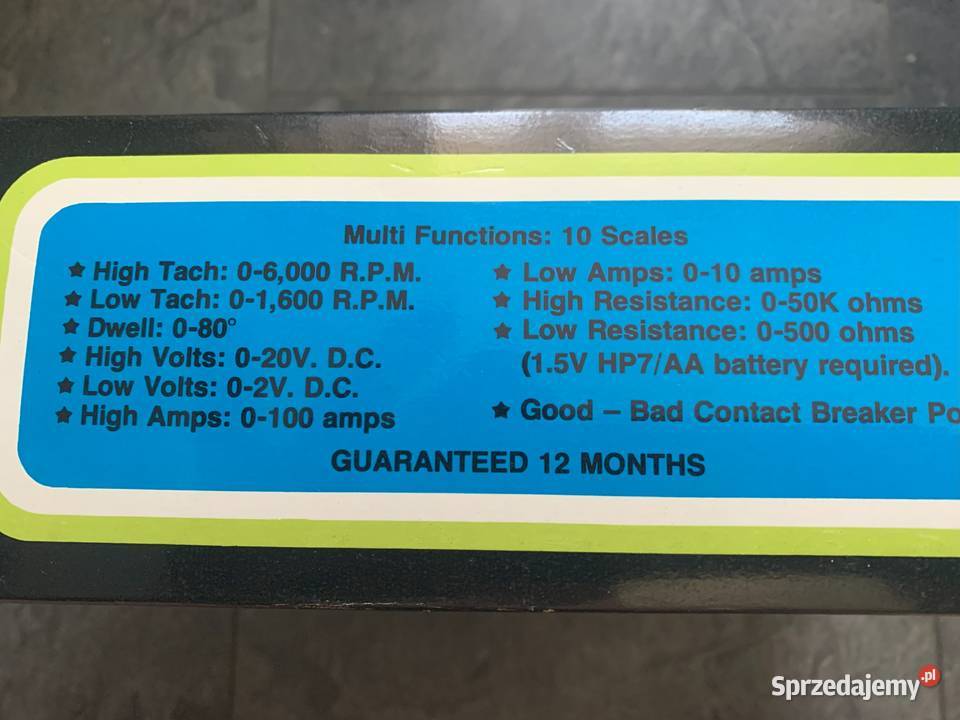 Multi Functions: 10 Scales
★ High Tach: 0-6,000 R.P.M.
★ Low Tach: 0-1,600 R.P.M.
★ Dwell: 0-80°
★ High Volts: 0-20V. D.C.
★ Low Volts: 0-2V. D.C.
★ High Amps: 0-100 amps
★ Low Amps: 0-10 amps
★ High Resistance: 0-50K ohms
★ Low Resistance: 0-500 ohms
(1.5V HP7/AA battery required).
★ Good – Bad Contact Breaker
GUARANTEED 12 MONTHS
Sprzedajemy.pl